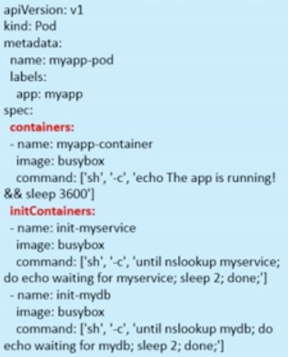 apiVersion: v1
kind: Pod
metadata:
  name: myapp-pod
  labels:
    app: myapp
spec:
  containers:
  - name: myapp-container
    image: busybox
    command: ['sh', '-c', 'echo The app is running!
&& sleep 3600']
  initContainers:
  - name: init-myservice
    image: busybox
    command: ['sh', '-c', 'until nslookup myservice;
do echo waiting for myservice; sleep 2; done;']
  - name: init-mydb
    image: busybox
    command: ['sh', '-c', 'until nslookup mydb; do
echo waiting for mydb; sleep 2; done;']